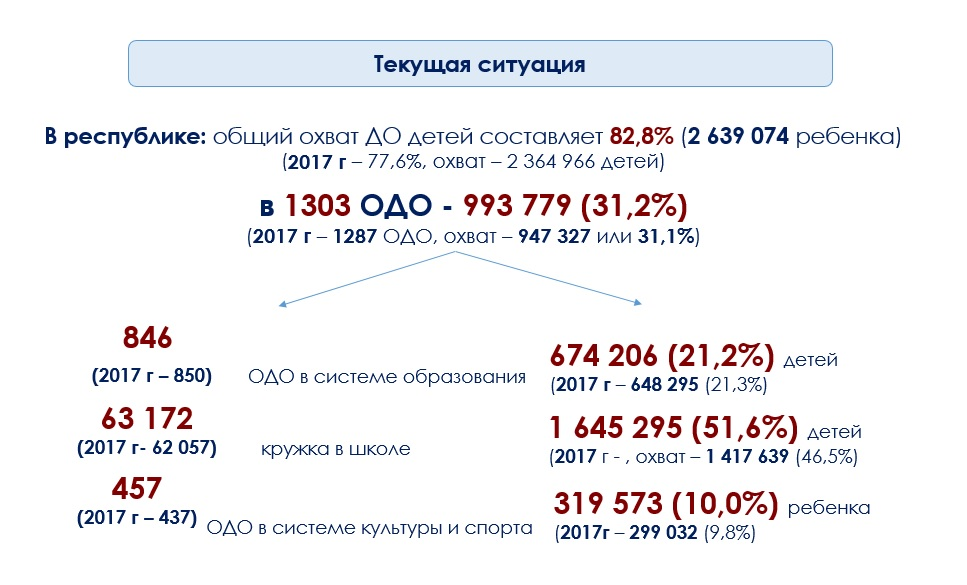 Текущая ситуация
В республике: общий охват ДО детей составляет 82,8% (2 639 074 ребенка)
(2017 г – 77,6%, охват – 2 364 966 детей)
в 1303 ОДО - 993 779 (31,2%)
(2017 г – 1287 ОДО, охват – 947 327 или 31,1%)
846
(2017 г – 850)
ОДО в системе образования
674 206 (21,2%) детей
(2017 г – 648 295 (21,3%)
63 172
(2017 г- 62 057)
кружка в школе
1 645 295 (51,6%) детей
(2017 г - , охват – 1 417 639 (46,5%)
457
(2017 г – 437)
ОДО в системе культуры и спорта
319 573 (10,0%) ребенка
(2017г – 299 032 (9,8%)